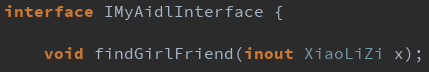 interface IMyAidlInterface {
void findGirlFriend(inout XiaoLiZi x);